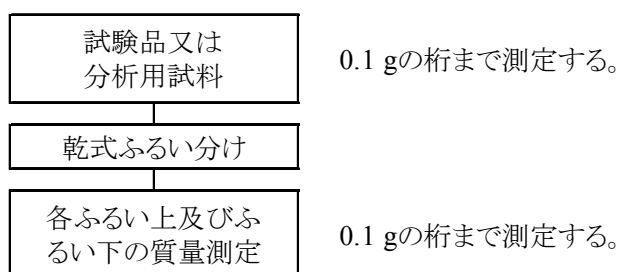 試験品又は
分析用試料
0.1 gの桁まで測定する。
乾式ふるい分け
各ふるい上及びふ
るい下の質量測定
0.1 gの桁まで測定する。